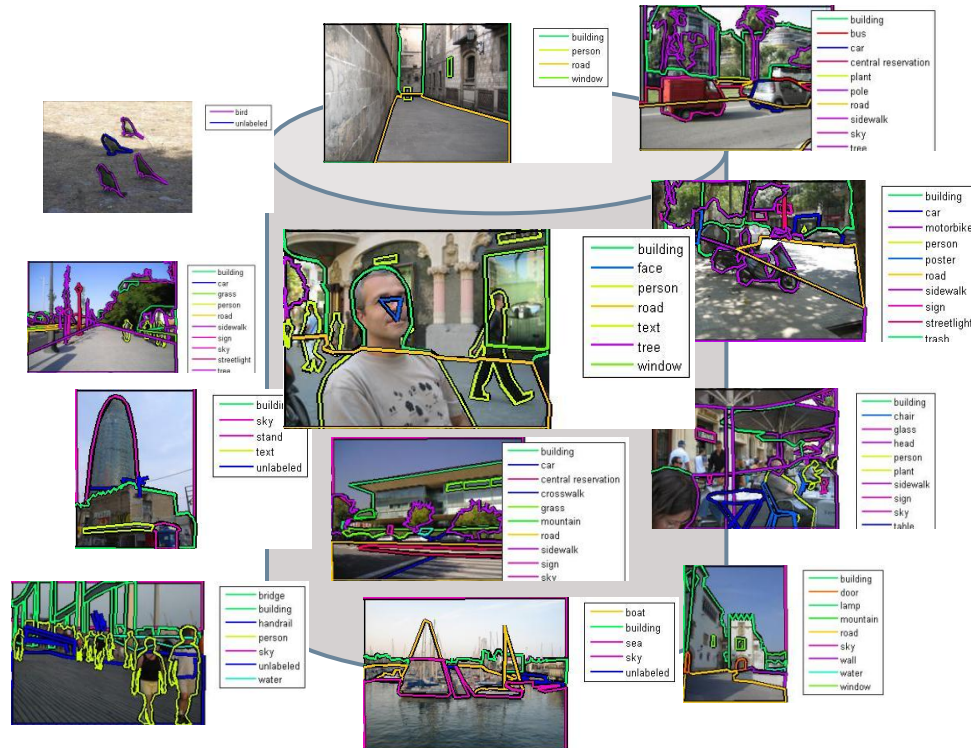 building
person
road
window
building
bus
car
central reservation
plant
pole
road
sidewalk
sky
tree
bird
unlabeled
building
car
motorbike
person
poster
road
sidewalk
sign
streetlight
trash
building
face
person
road
text
tree
window
building
car
grass
person
road
sidewalk
sign
sky
streetlight
tree
buildi
sky
stand
text
unlabeled
building
car
central reservation
crosswalk
grass
mountain
road
sidewalk
sign
sky
building
chair
glass
head
person
plant
sidewalk
sign
sky
table
bridge
building
handrail
person
sky
unlabeled
water
boat
building
sea
sky
unlabeled
building
door
lamp
mountain
road
sky
wall
water
window